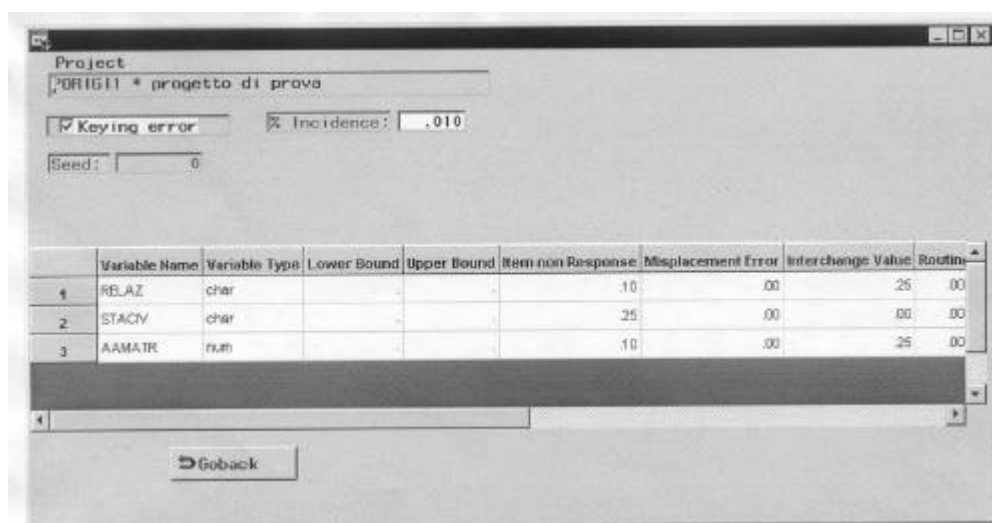 Project
PORIGI1 * progetto di prova
Keying error
% Incidence: .010
Seed: 0
Variable Name Variable Type Lower Bound Upper Bound Item non Response Misplacement Error Interchange Value Routin
1 RELAZ char . . .10 .00 .25 .00
2 STACIV char . . .25 .00 .00 .00
3 AAMATR num . . .10 .00 .25 .00
Goback